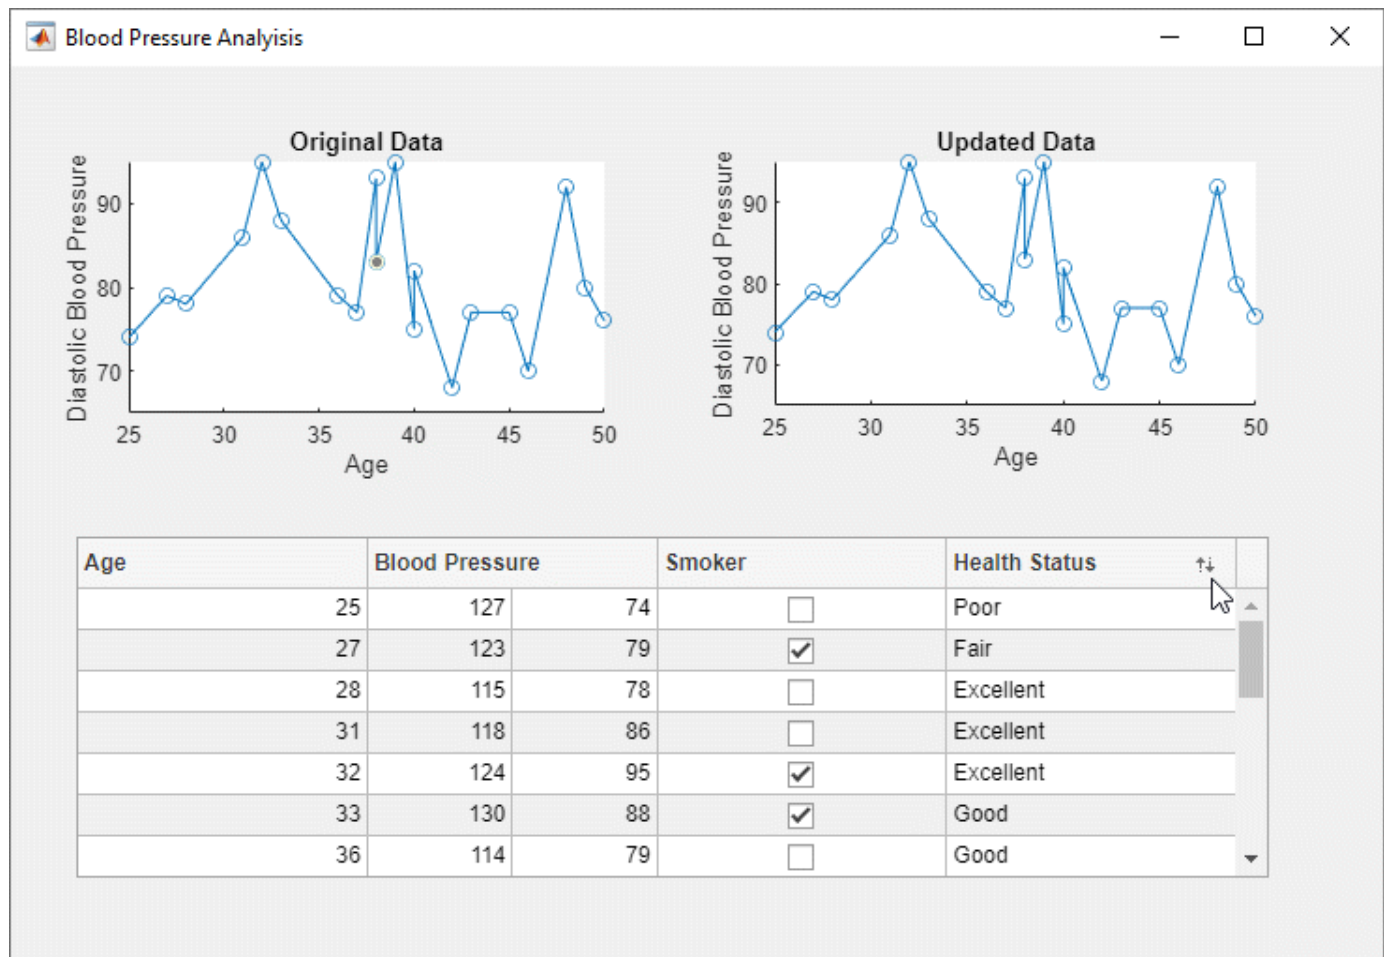 Blood Pressure Analyisis
Original Data
Diastolic Blood Pressure
90
80
70
25 30 35 40 45 50
Age
Updated Data
Diastolic Blood Pressure
90
80
70
25 30 35 40 45 50
Age
Age Blood Pressure Smoker Health Status
25 127 74 Poor
27 123 79 Fair
28 115 78 Excellent
31 118 86 Excellent
32 124 95 Excellent
33 130 88 Good
36 114 79 Good